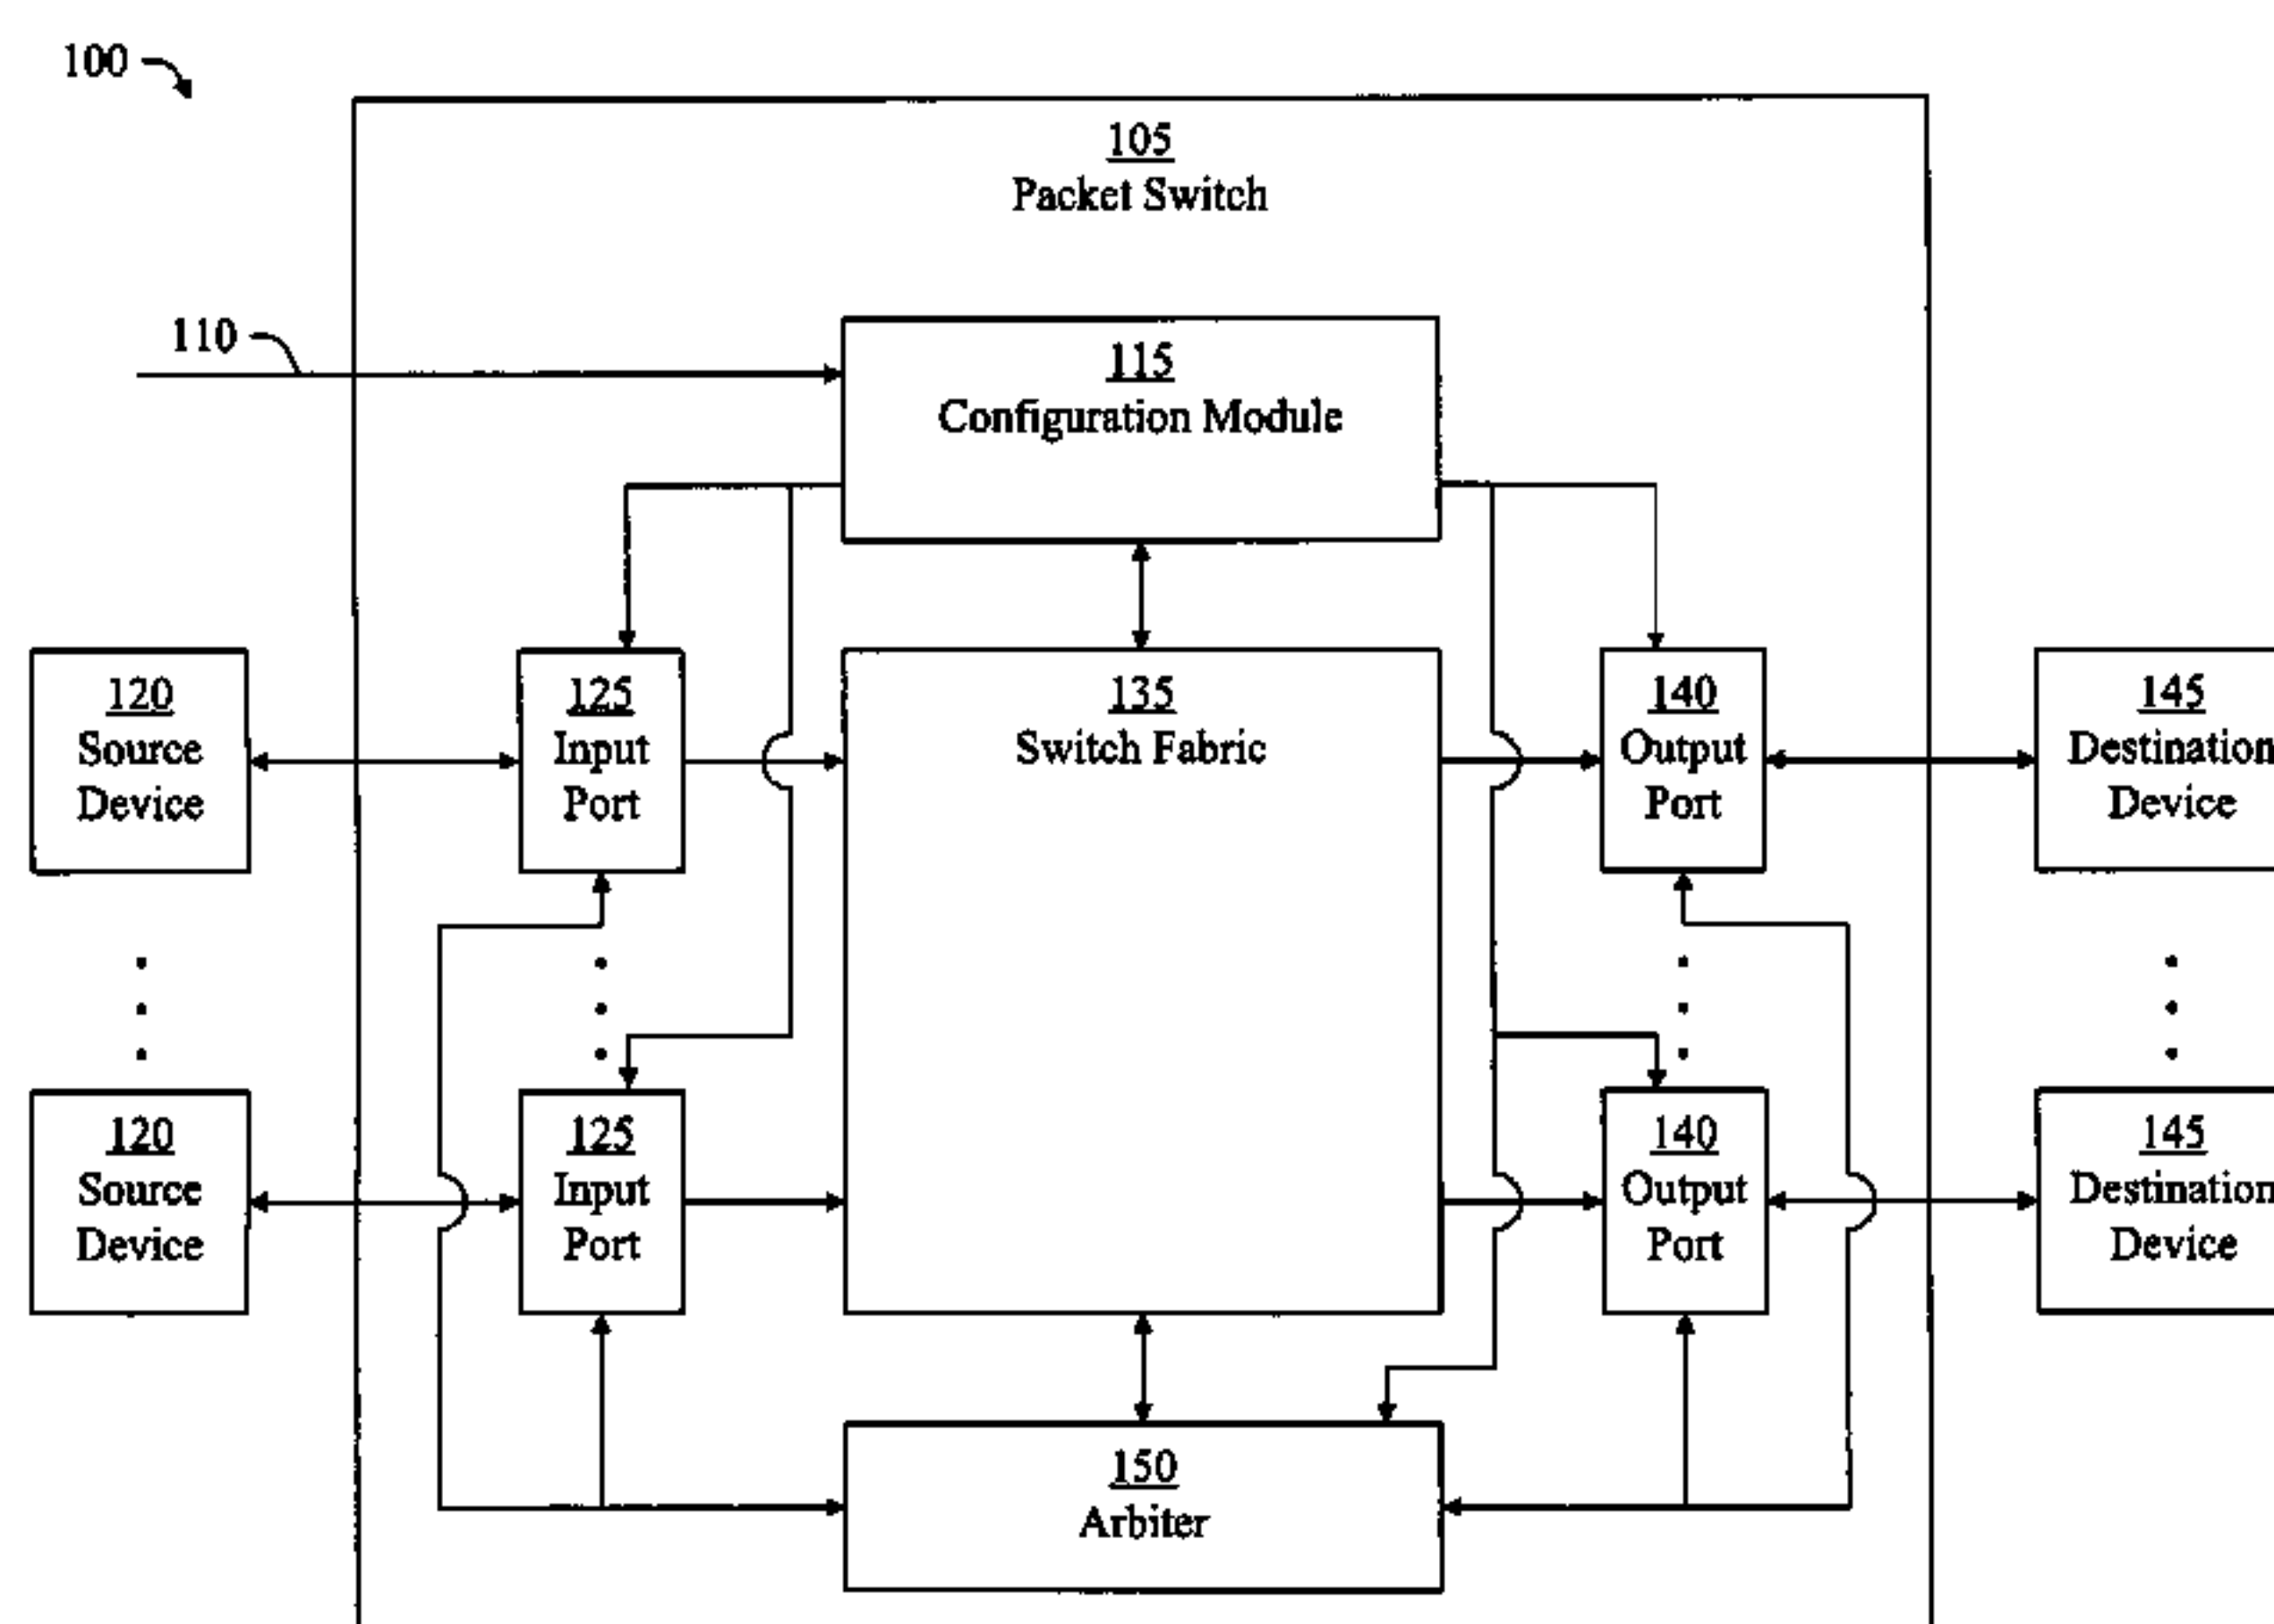 100
105
Packet Switch
110
115
Configuration Module
120
Source
Device
125
Input
Port
135
Switch Fabric
140
Output
Port
145
Destination
Device
120
Source
Device
125
Input
Port
140
Output
Port
145
Destination
Device
150
Arbiter